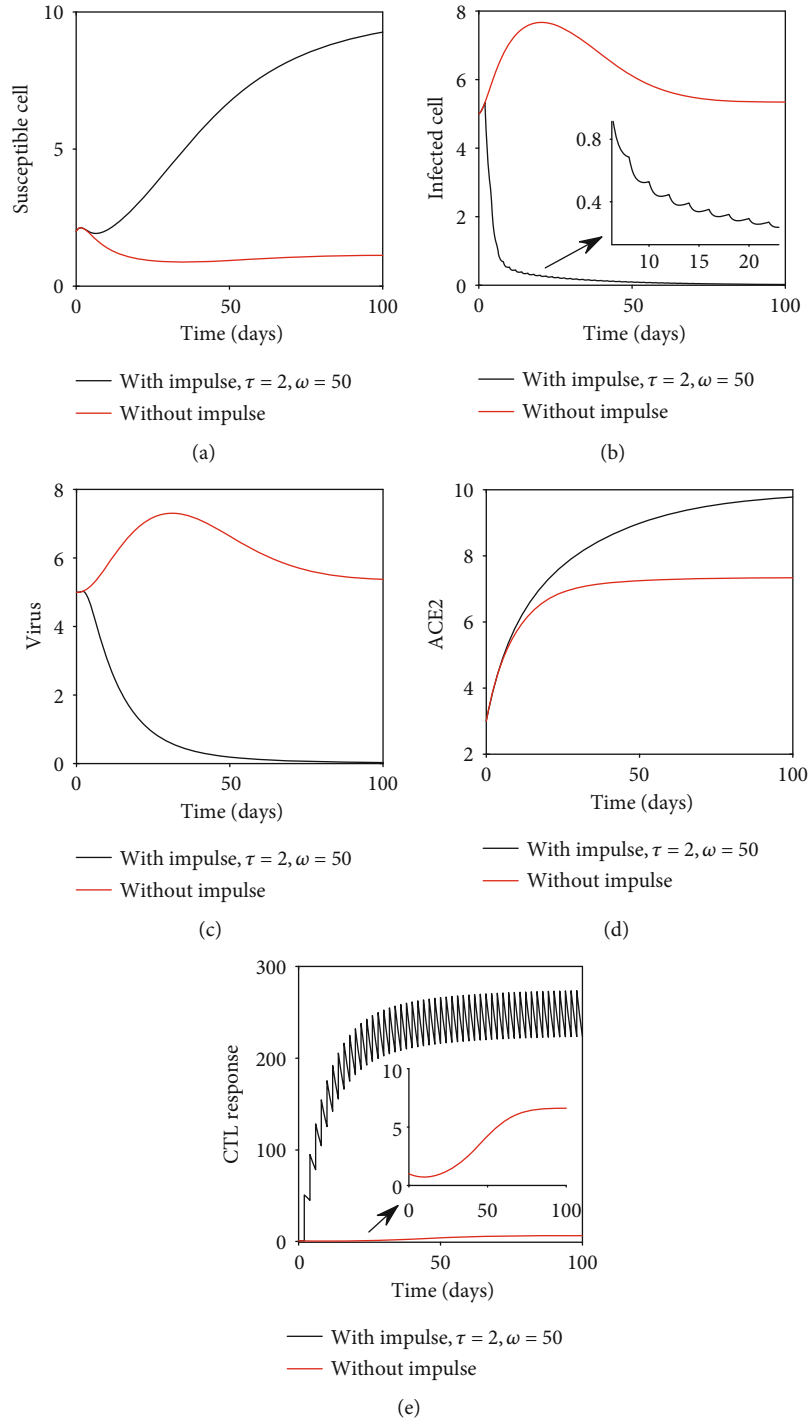 10
5
0
Susceptible cell
0
50
100
Time (days)
With impulse, τ = 2, ω = 50
Without impulse
(a)
8
6
4
2
0
Infected cell
0.8
0.4
10
15
20
0
50
100
Time (days)
With impulse, τ = 2, ω = 50
Without impulse
(b)
8
6
4
2
0
Virus
0
50
100
Time (days)
With impulse, τ = 2, ω = 50
Without impulse
(c)
10
8
6
4
2
ACE2
0
50
100
Time (days)
With impulse, τ = 2, ω = 50
Without impulse
(d)
300
200
100
0
CTL response
10
5
0
0
50
100
0
50
100
Time (days)
With impulse, τ = 2, ω = 50
Without impulse
(e)